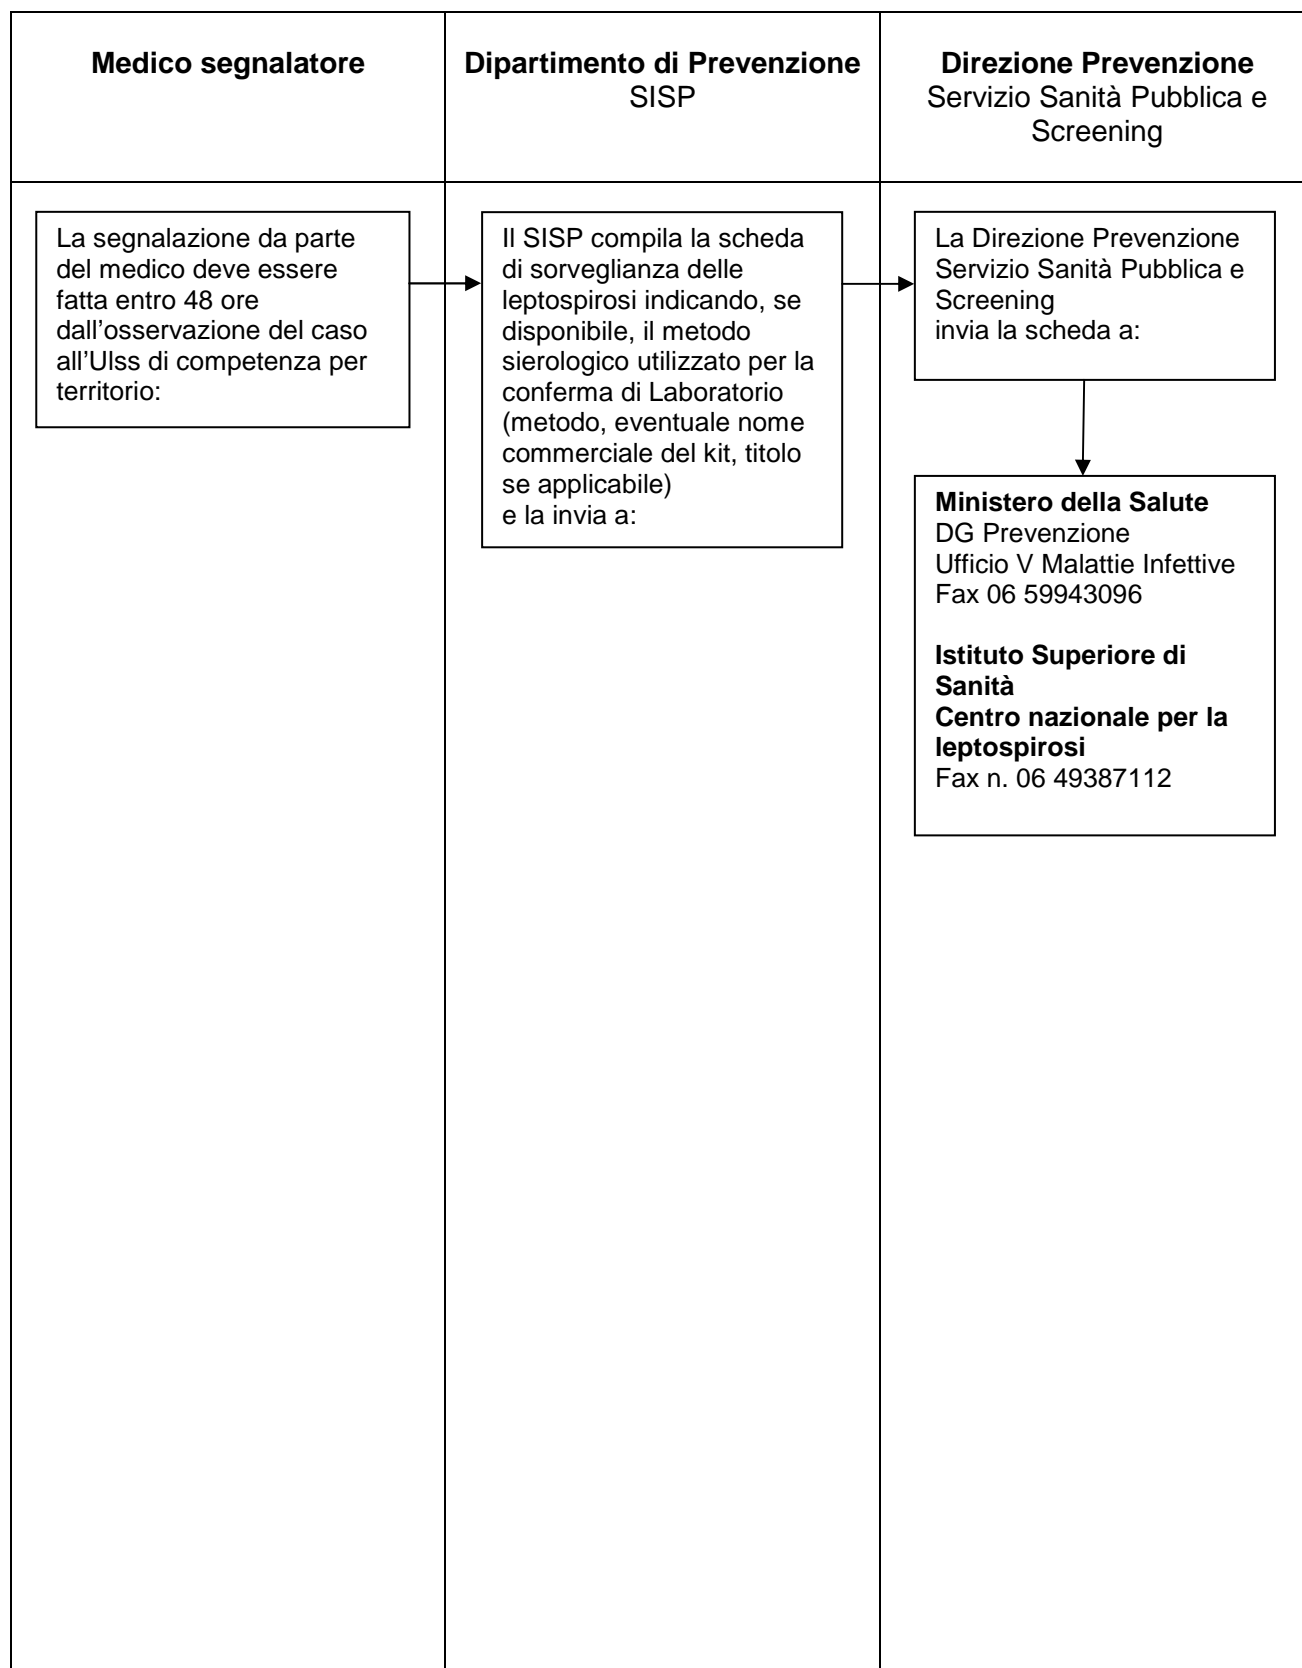 Medico segnalatore
Dipartimento di Prevenzione
SISP
Direzione Prevenzione
Servizio Sanità Pubblica e
Screening
La segnalazione da parte
del medico deve essere
fatta entro 48 ore
dall’osservazione del caso
all’Ulss di competenza per
territorio:
Il SISP compila la scheda
di sorveglianza delle
leptospirosi indicando, se
disponibile, il metodo
sierologico utilizzato per la
conferma di Laboratorio
(metodo, eventuale nome
commerciale del kit, titolo
se applicabile)
e la invia a:
La Direzione Prevenzione
Servizio Sanità Pubblica e
Screening
invia la scheda a:
Ministero della Salute
DG Prevenzione
Ufficio V Malattie Infettive
Fax 06 59943096
Istituto Superiore di
Sanità
Centro nazionale per la
leptospirosi
Fax n. 06 49387112